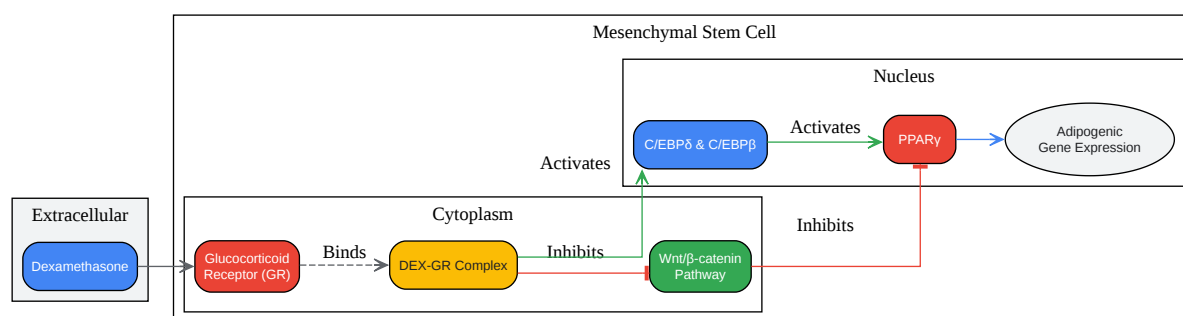 Mesenchymal Stem Cell
Nucleus
C/EBPδ & C/EBPβ
Activates
PPARγ
Adipogenic
Gene Expression
Activates
Extracellular
Dexamethasone
Cytoplasm
Glucocorticoid
Receptor (GR)
Binds
DEX-GR Complex
Inhibits
Wnt/β-catenin
Pathway
Inhibits